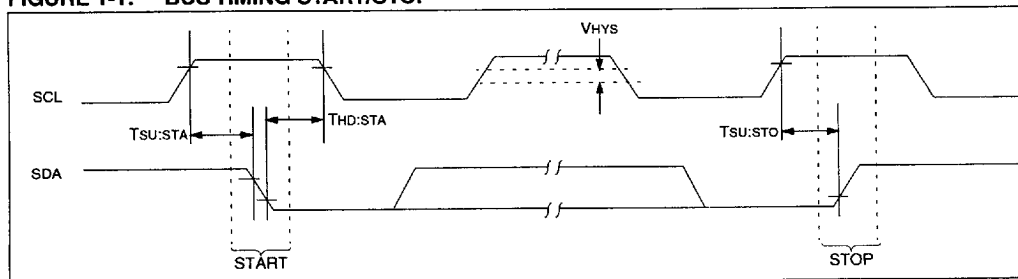 FIGURE 1-1: BUS TIMING START/STOP
VHYS
SCL
TSU:STA
THD:STA
TSU:STO
SDA
START
STOP